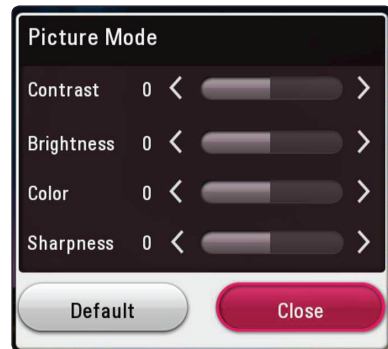 Picture Mode
Contrast 0
Brightness 0
Color 0
Sharpness 0
Default Close